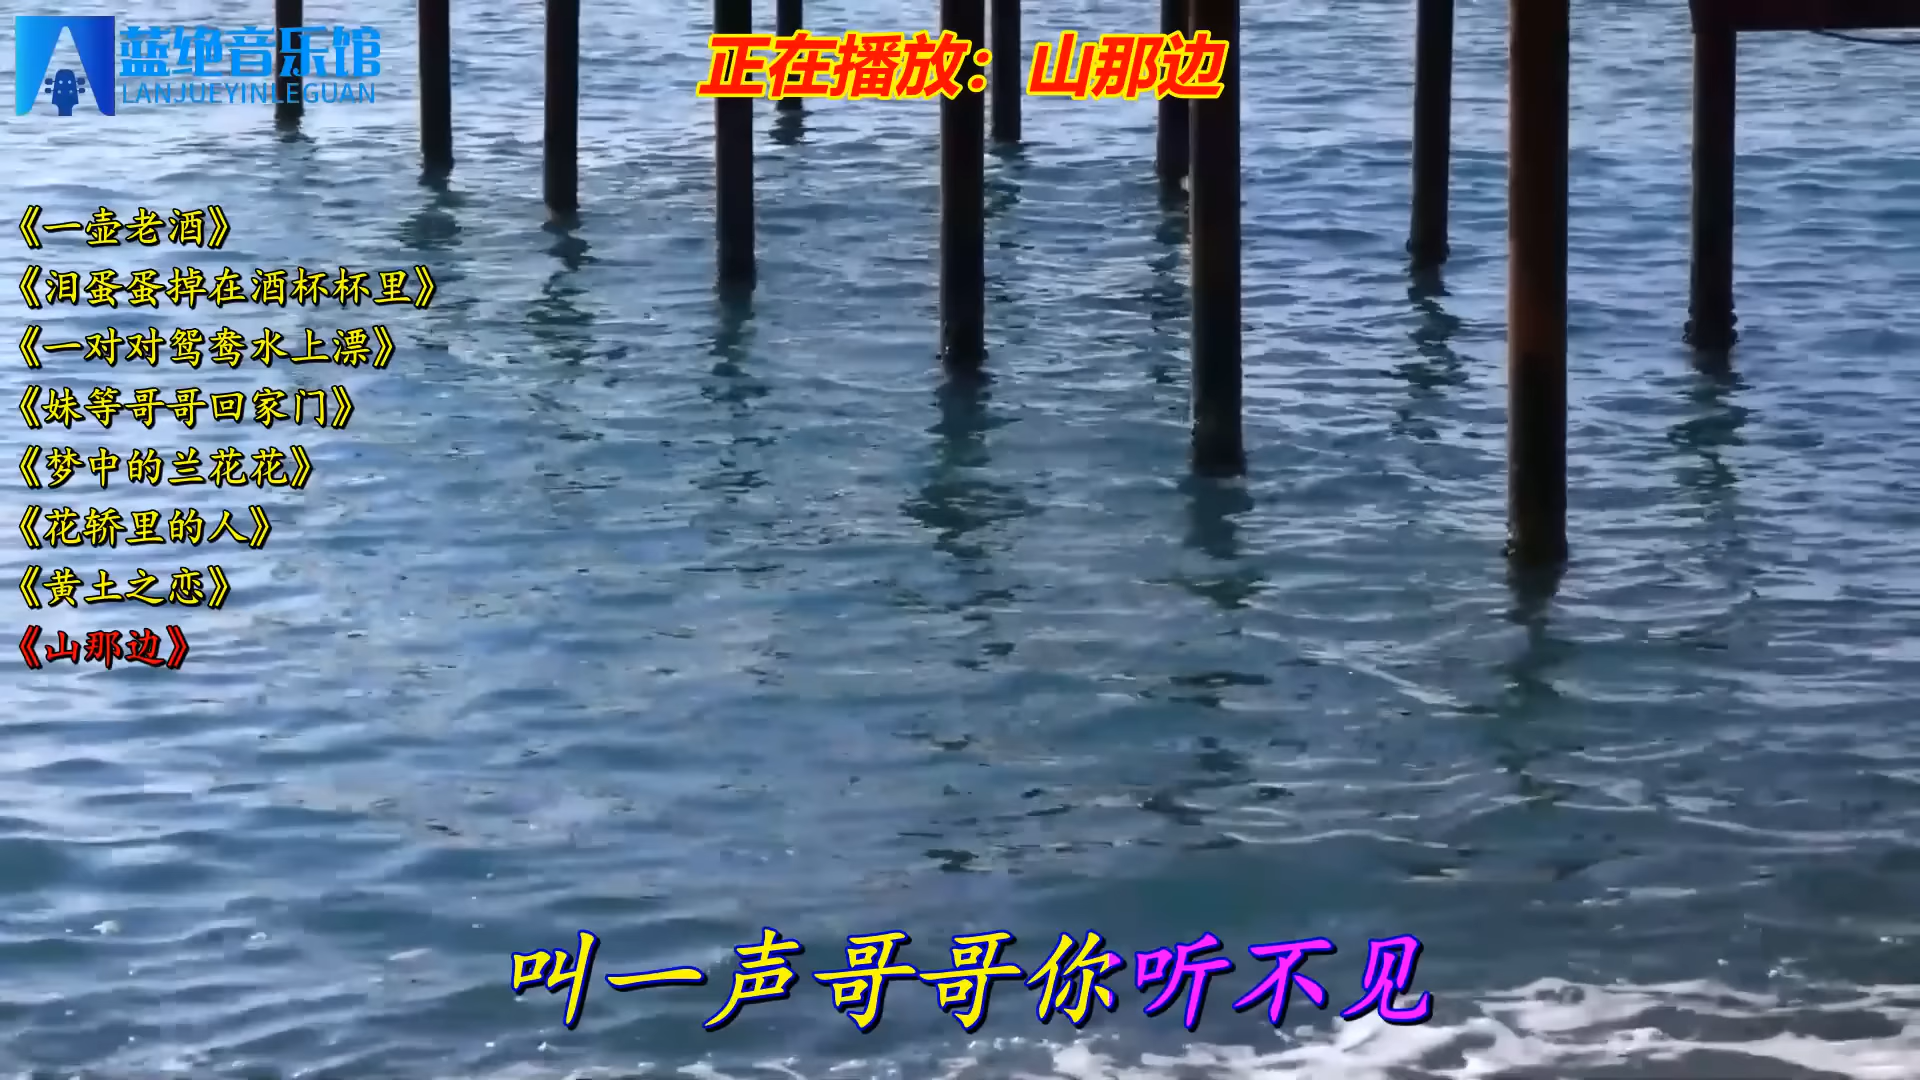 蓝绝音乐馆
LANJUEYINLEGUAN
正在播放：山那边
《一壶老酒》
《泪蛋蛋掉在酒杯杯里》
《一对对鸳鸯水上漂》
《妹等哥哥回家门》
《梦中的兰花花》
《花轿里的人》
《黄土之恋》
《山那边》
叫一声哥哥你听不见